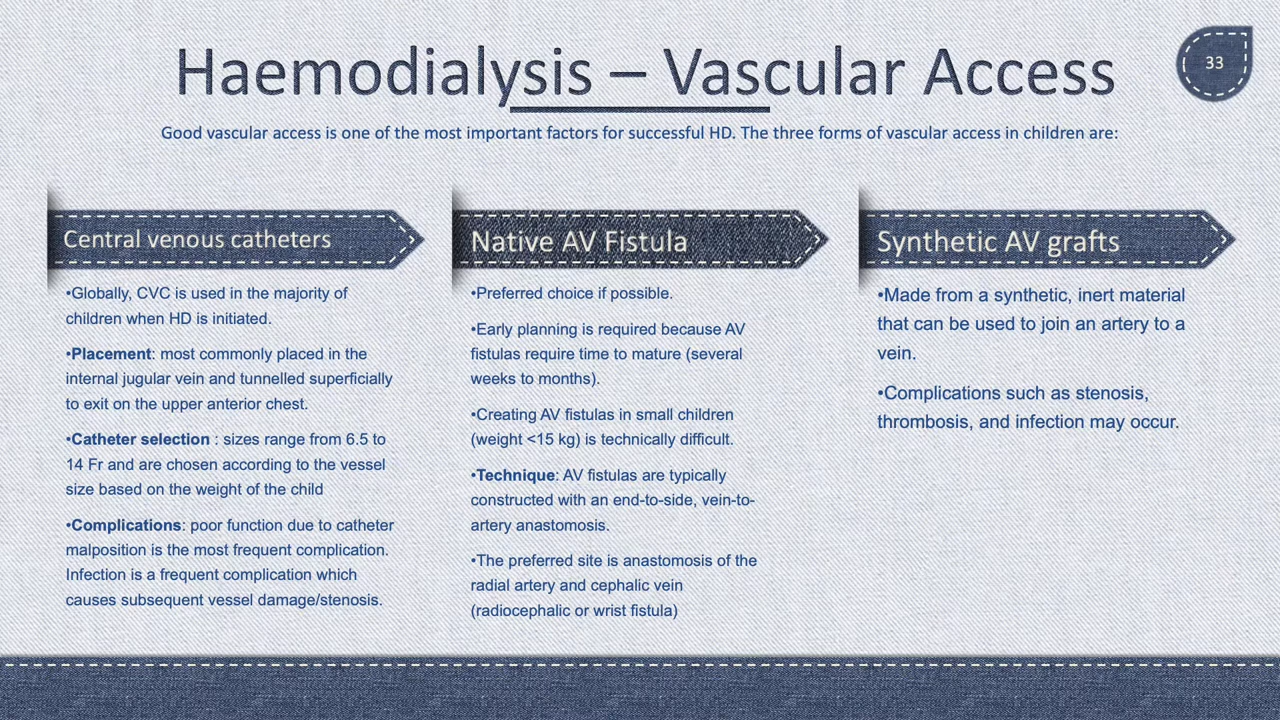 Haemodialysis – Vascular Access
33
Good vascular access is one of the most important factors for successful HD. The three forms of vascular access in children are:
Central venous catheters
•Globally, CVC is used in the majority of
children when HD is initiated.
•Placement: most commonly placed in the
internal jugular vein and tunnelled superficially
to exit on the upper anterior chest.
•Catheter selection : sizes range from 6.5 to
14 Fr and are chosen according to the vessel
size based on the weight of the child
•Complications: poor function due to catheter
malposition is the most frequent complication.
Infection is a frequent complication which
causes subsequent vessel damage/stenosis.
Native AV Fistula
•Preferred choice if possible.
•Early planning is required because AV
fistulas require time to mature (several
weeks to months).
•Creating AV fistulas in small children
(weight <15 kg) is technically difficult.
•Technique: AV fistulas are typically
constructed with an end-to-side, vein-to-
artery anastomosis.
•The preferred site is anastomosis of the
radial artery and cephalic vein
(radiocephalic or wrist fistula)
Synthetic AV grafts
•Made from a synthetic, inert material
that can be used to join an artery to a
vein.
•Complications such as stenosis,
thrombosis, and infection may occur.